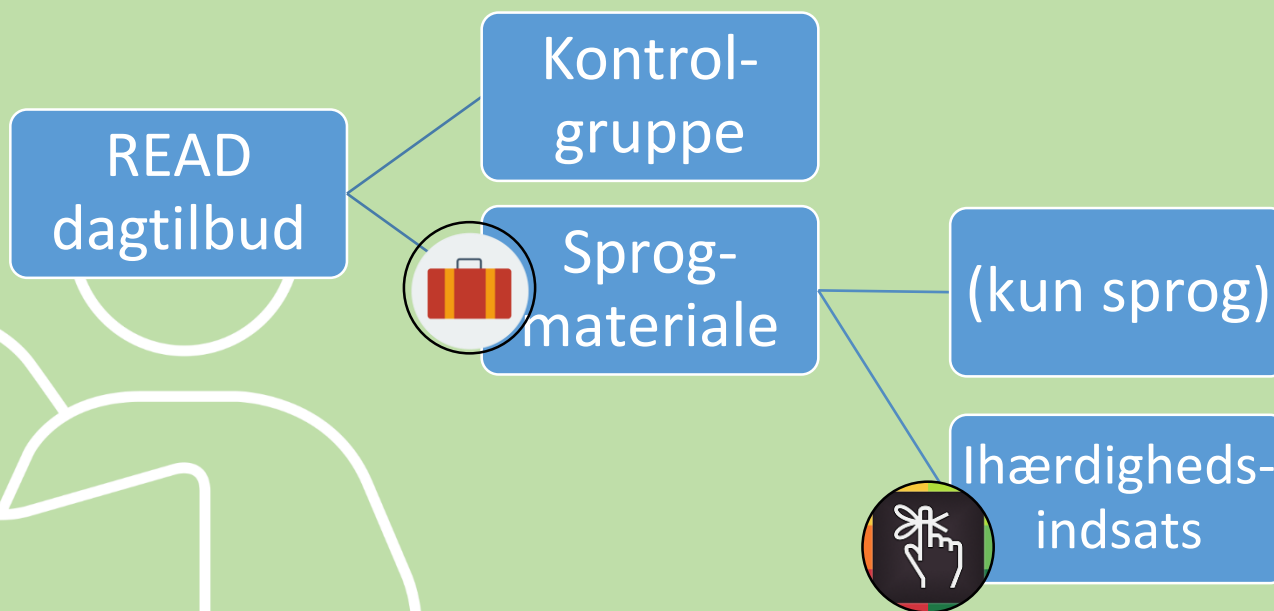 READ
dagtilbud
Kontrol-
gruppe
Sprog-
materiale
(kun sprog)
Ihærdigheds-
indsats